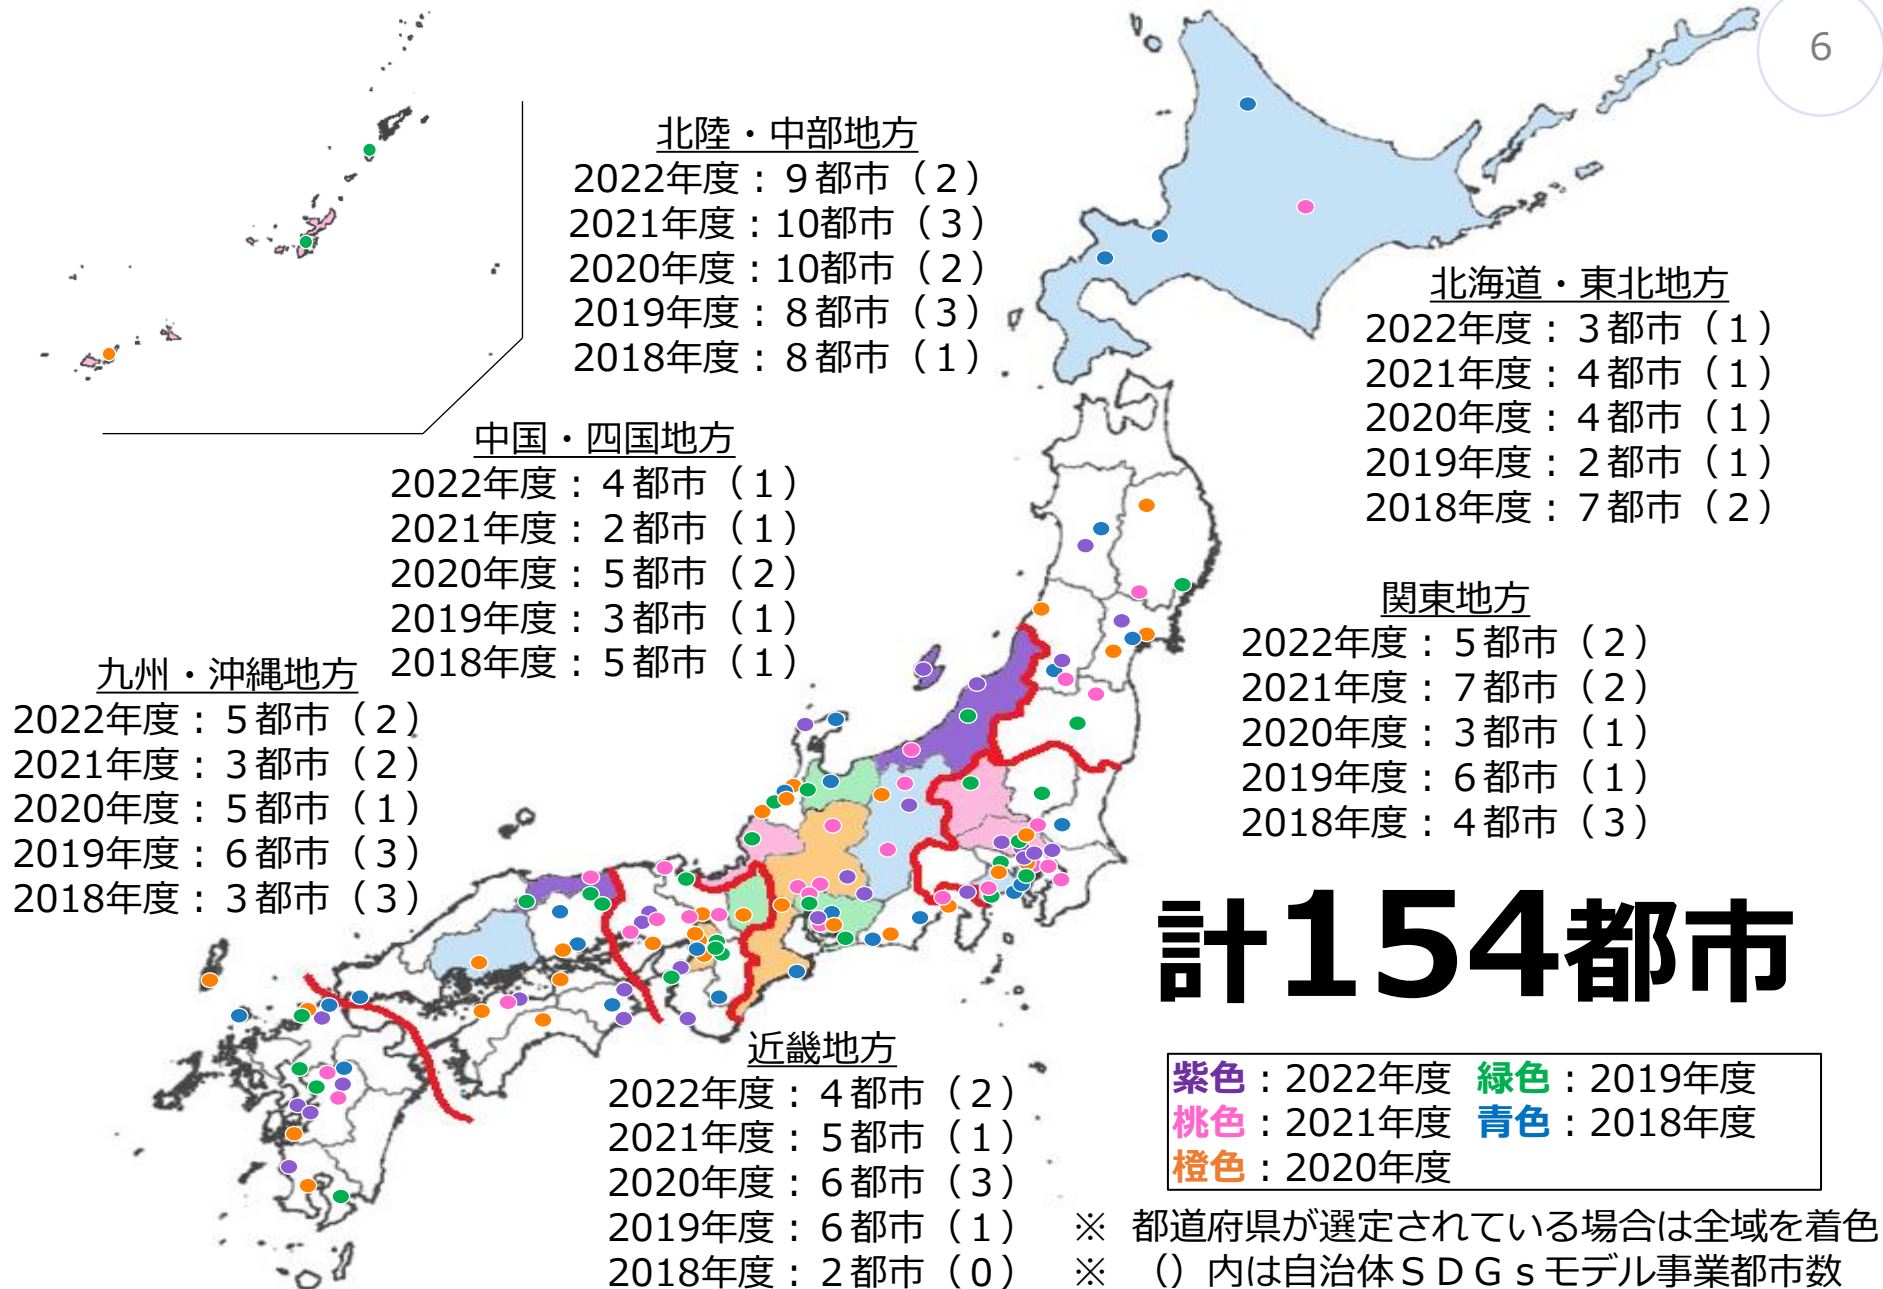 6
北陸・中部地方
2022年度：９都市（２）
2021年度：10都市（３）
2020年度：10都市（２）
2019年度：８都市（３）
2018年度：８都市（１）
北海道・東北地方
2022年度：３都市（１）
2021年度：４都市（１）
2020年度：４都市（１）
2019年度：２都市（１）
2018年度：７都市（２）
中国・四国地方
2022年度：４都市（１）
2021年度：２都市（１）
2020年度：５都市（２）
2019年度：３都市（１）
2018年度：５都市（１）
関東地方
2022年度：５都市（２）
2021年度：７都市（２）
2020年度：３都市（１）
2019年度：６都市（１）
2018年度：４都市（３）
九州・沖縄地方
2022年度：５都市（２）
2021年度：３都市（２）
2020年度：５都市（１）
2019年度：６都市（３）
2018年度：３都市（３）
計154都市
近畿地方
2022年度：４都市（２）
2021年度：５都市（１）
2020年度：６都市（３）
2019年度：６都市（１）
2018年度：２都市（０）
紫色：2022年度 緑色：2019年度
桃色：2021年度 青色：2018年度
橙色：2020年度
※ 都道府県が選定されている場合は全域を着色
※ （）内は自治体ＳＤＧｓモデル事業都市数